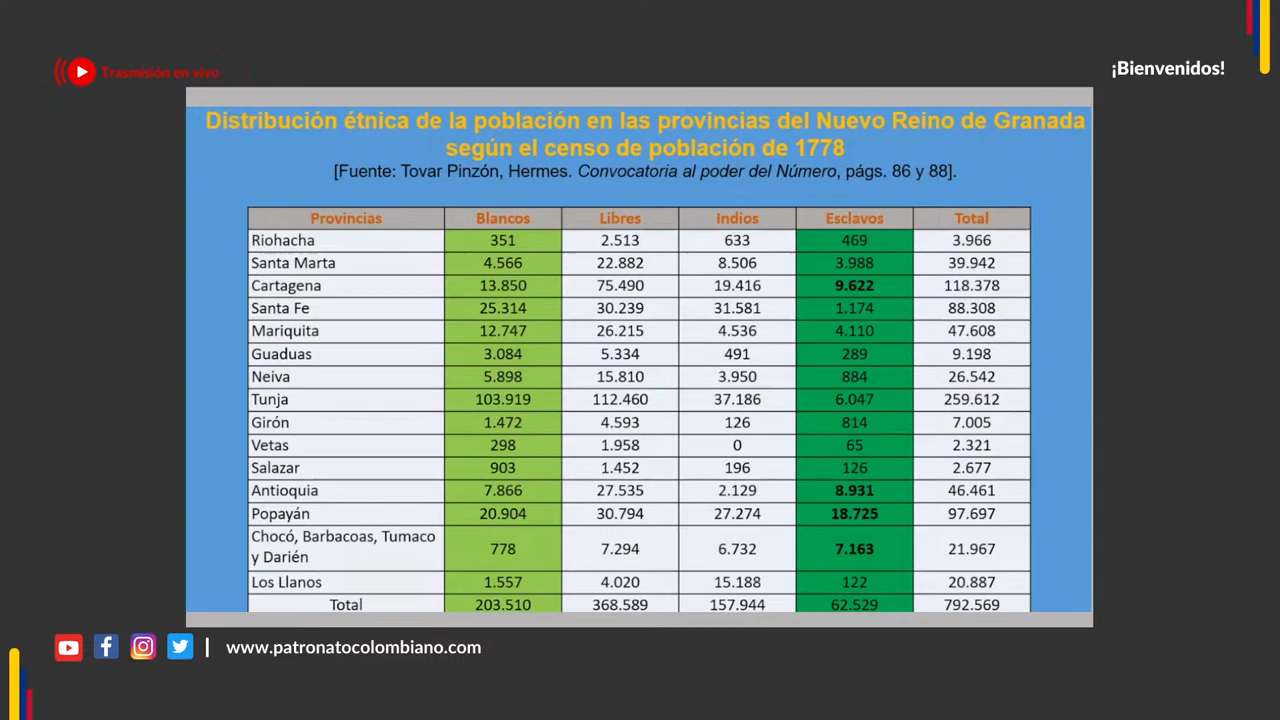 Trasmisión en vivo
¡Bienvenidos!
Distribución étnica de la población en las provincias del Nuevo Reino de Granada
según el censo de población de 1778
[Fuente: Tovar Pinzón, Hermes. Convocatoria al poder del Número, págs. 86 y 88].
Provincias Blancos Libres Indios Esclavos Total
Riohacha 351 2.513 633 469 3.966
Santa Marta 4.566 22.882 8.506 3.988 39.942
Cartagena 13.850 75.490 19.416 9.622 118.378
Santa Fe 25.314 30.239 31.581 1.174 88.308
Mariquita 12.747 26.215 4.536 4.110 47.608
Guaduas 3.084 5.334 491 289 9.198
Neiva 5.898 15.810 3.950 884 26.542
Tunja 103.919 112.460 37.186 6.047 259.612
Girón 1.472 4.593 126 814 7.005
Vetas 298 1.958 0 65 2.321
Salazar 903 1.452 196 126 2.677
Antioquia 7.866 27.535 2.129 8.931 46.461
Popayán 20.904 30.794 27.274 18.725 97.697
Chocó, Barbacoas, Tumaco
y Darién 778 7.294 6.732 7.163 21.967
Los Llanos 1.557 4.020 15.188 122 20.887
Total 203.510 368.589 157.944 62.529 792.569
www.patronatocolombiano.com